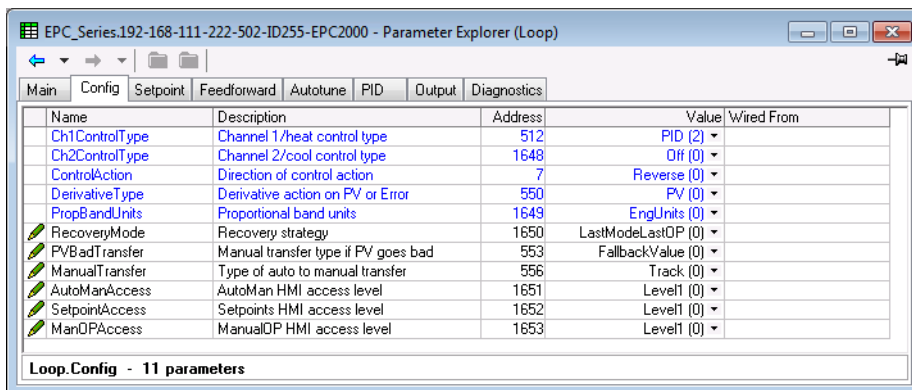 EPC_Series.192-168-111-222-502-ID255-EPC2000 - Parameter Explorer (Loop)
Main Config Setpoint Feedforward Autotune PID Output Diagnostics
Name Description Address Value Wired From
Ch1ControlType Channel 1/heat control type 512 PID (2)
Ch2ControlType Channel 2/cool control type 1648 Off (0)
ControlAction Direction of control action 7 Reverse (0)
DerivativeType Derivative action on PV or Error 550 PV (0)
PropBandUnits Proportional band units 1649 EngUnits (0)
RecoveryMode Recovery strategy 1650 LastModeLastOP (0)
PVBadTransfer Manual transfer type if PV goes bad 553 FallbackValue (0)
ManualTransfer Type of auto to manual transfer 556 Track (0)
AutoManAccess AutoMan HMI access level 1651 Level1 (0)
SetpointAccess Setpoints HMI access level 1652 Level1 (0)
ManOPAccess ManualOP HMI access level 1653 Level1 (0)
Loop.Config - 11 parameters